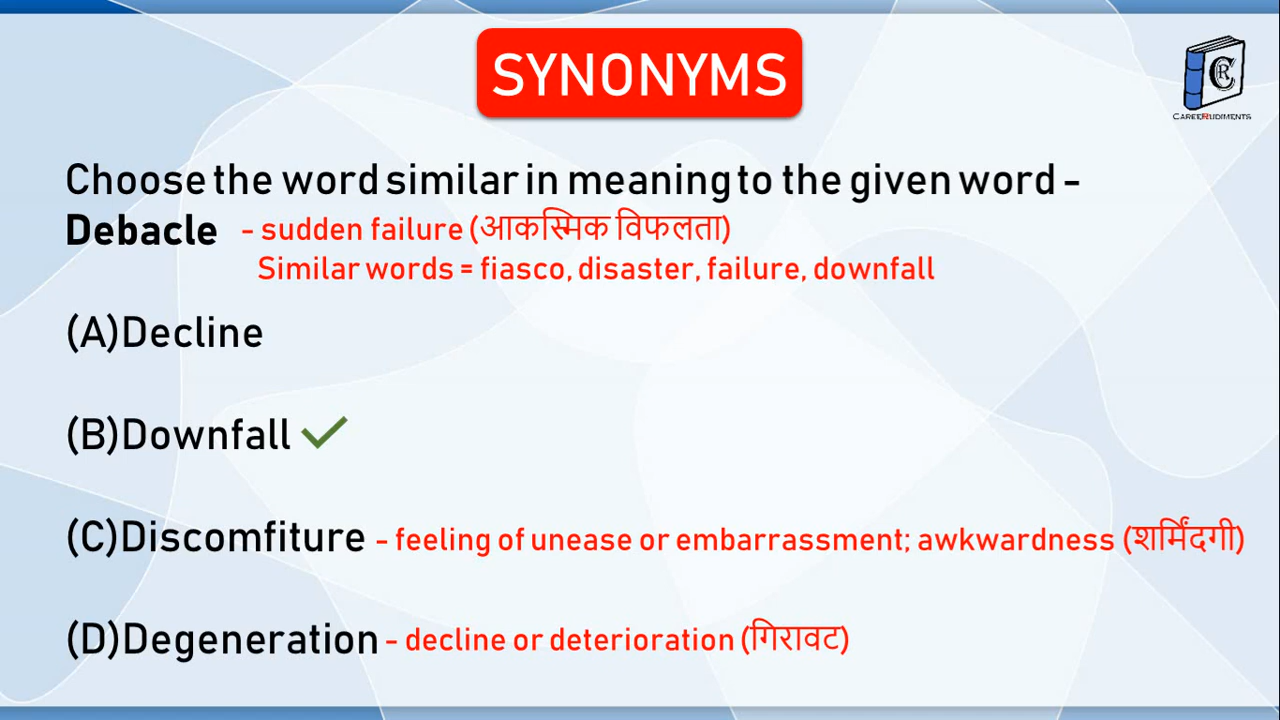 SYNONYMS
CR
CAREERUDIMENTS
Choose the word similar in meaning to the given word -
Debacle - sudden failure (आकस्मिक विफलता)
Similar words = fiasco, disaster, failure, downfall
(A)Decline
(B)Downfall
(C)Discomfiture - feeling of unease or embarrassment; awkwardness (शर्मिंदगी)
(D)Degeneration - decline or deterioration (गिरावट)